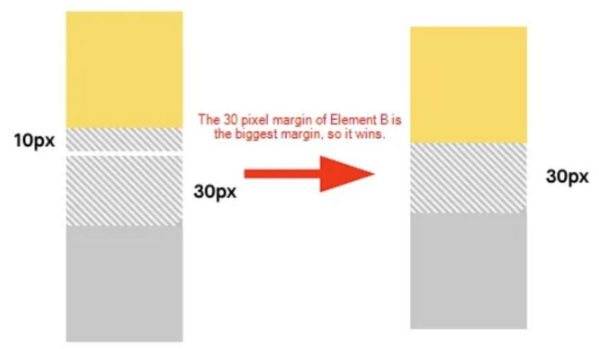 The 30 pixel margin of Element B is
the biggest margin, so it wins.
10px
30px
30px